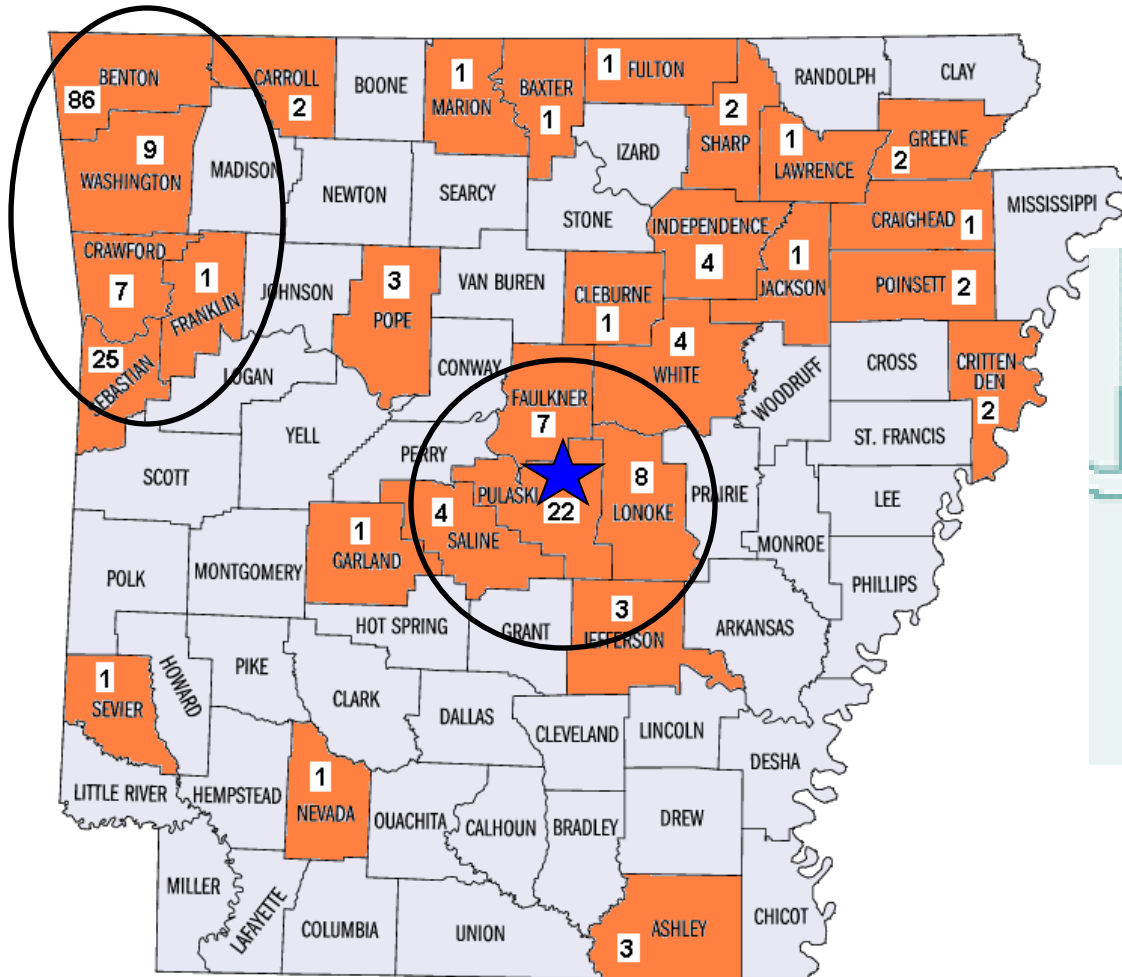 BENTON
86
CARROLL
2
BOONE
1
MARION
BAXTER
1
1
FULTON
2
SHARP
RANDOLPH
CLAY
9
WASHINGTON
MADISON
NEWTON
SEARCY
IZARD
STONE
1
LAWRENCE
GREENE
2
MISSISSIPPI
CRAWFORD
7
1
FRANKLIN
JOHNSON
3
POPE
VAN BUREN
CLEBURNE
1
INDEPENDENCE
4
1
JACKSON
CRAIGHEAD
1
POINSETT
2
25
SEBASTIAN
LOGAN
CONWAY
4
WHITE
WOODRUFF
CROSS
CRITTEN-
DEN
2
YELL
PERRY
FAULKNER
7
ST. FRANCIS
SCOTT
PULASKI
22
8
LONOKE
PRAIRIE
LEE
1
GARLAND
4
SALINE
MONROE
POLK
MONTGOMERY
PHILLIPS
HOT SPRING
GRANT
3
JEFFERSON
ARKANSAS
1
SEVIER
HOWARD
PIKE
CLARK
DALLAS
CLEVELAND
LINCOLN
DESHA
LITTLE RIVER
HEMPSTEAD
1
NEVADA
OUACHITA
CALHOUN
BRADLEY
DREW
MILLER
LAFAYETTE
COLUMBIA
UNION
3
ASHLEY
CHICOT